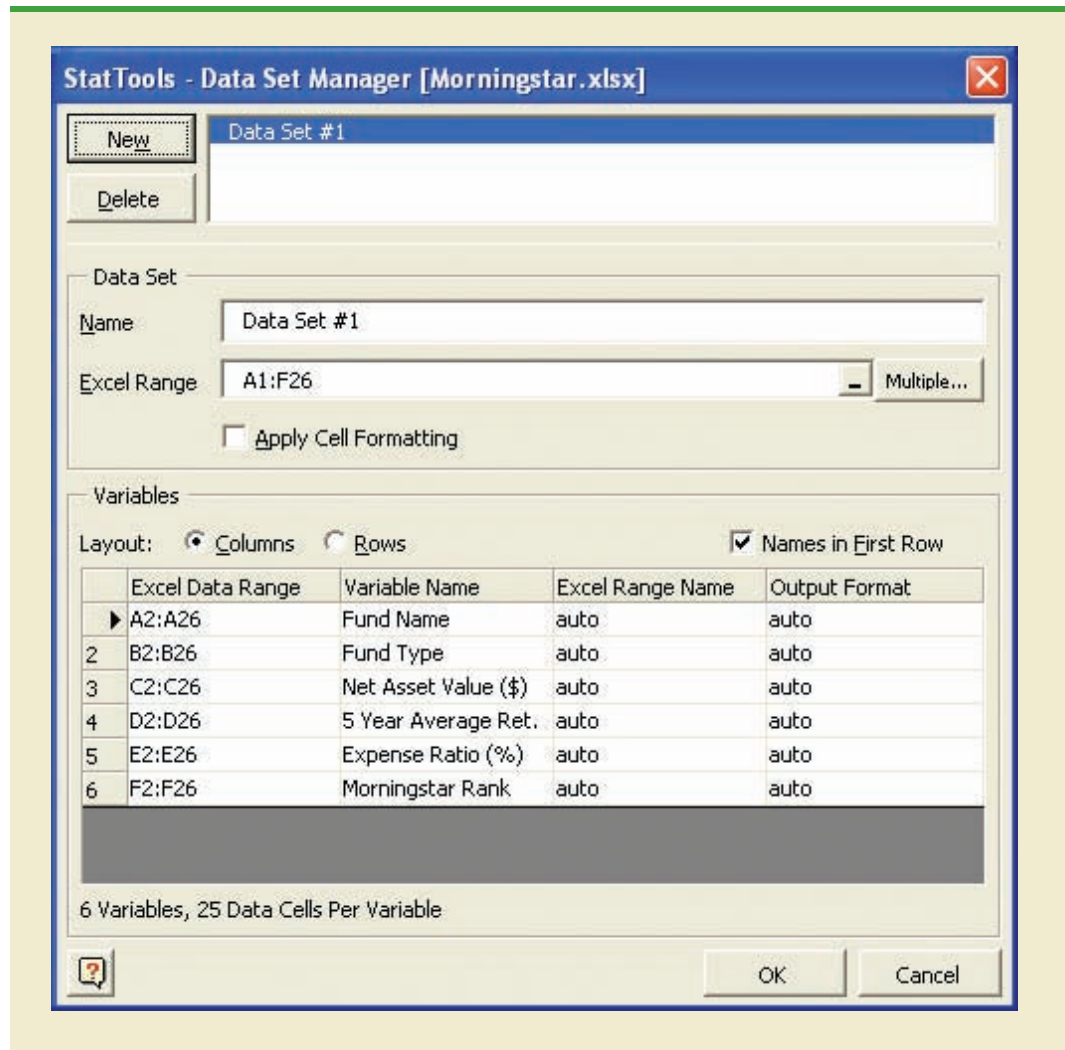 StatTools - Data Set Manager [Morningstar.xlsx]
New
Data Set #1
Delete
Data Set
Name Data Set #1
Excel Range A1:F26 Multiple...
Apply Cell Formatting
Variables
Layout: Columns Rows Names in First Row
Excel Data Range Variable Name Excel Range Name Output Format
A2:A26 Fund Name auto auto
2 B2:B26 Fund Type auto auto
3 C2:C26 Net Asset Value ($) auto auto
4 D2:D26 5 Year Average Ret. auto auto
5 E2:E26 Expense Ratio (%) auto auto
6 F2:F26 Morningstar Rank auto auto
6 Variables, 25 Data Cells Per Variable
? OK Cancel